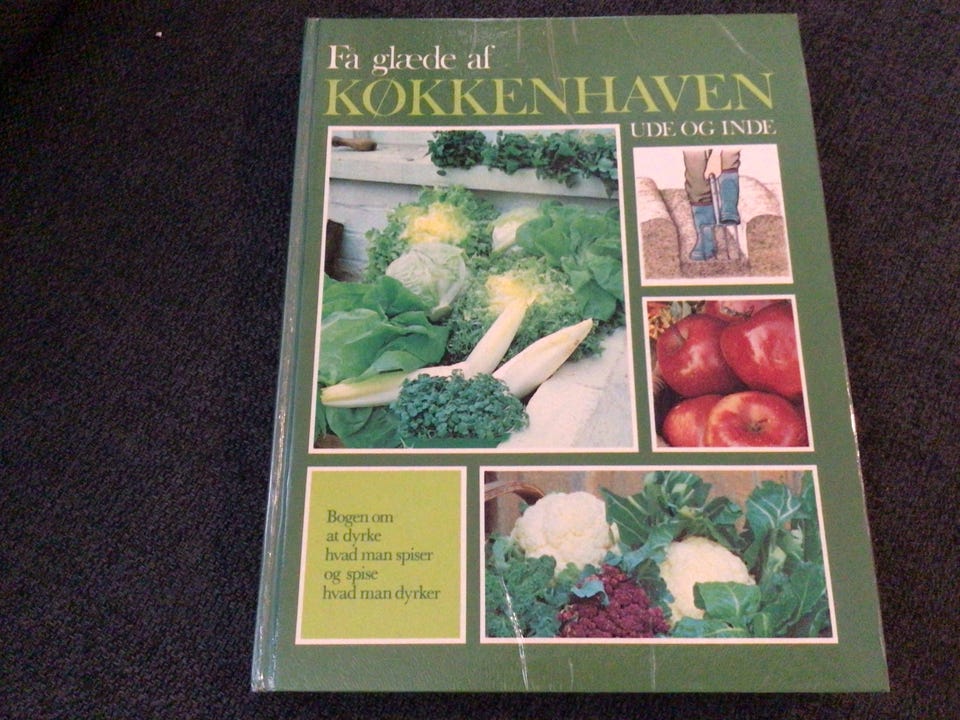 Få glæde af
KØKKENHAVEN
UDE OG INDE
Bogen om
at dyrke
hvad man spiser
og spise
hvad man dyrker